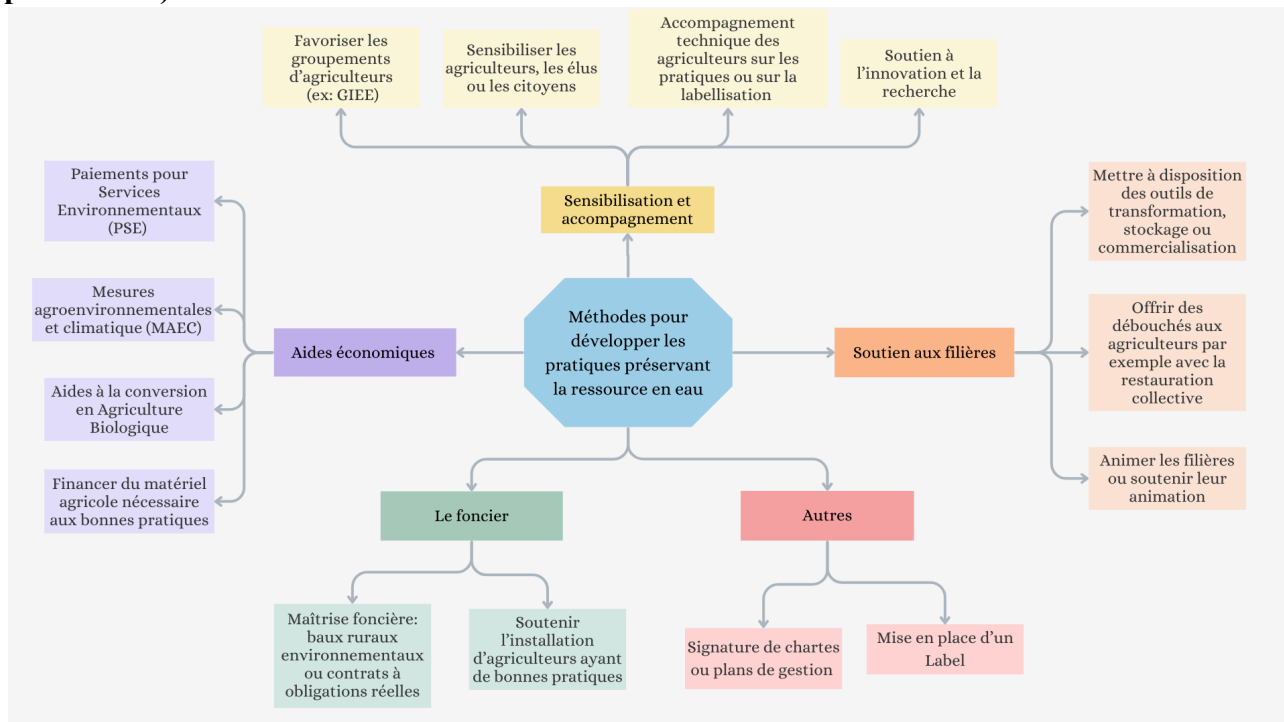 Favoriser les
groupements
d'agriculteurs
(ex: GIEE)
Sensibiliser les
agriculteurs, les élus
ou les citoyens
Accompagnement
technique des
agriculteurs sur les
pratiques ou sur la
labellisation
Soutien à
l'innovation et la
recherche
Sensibilisation et
accompagnement
Paiements pour
Services
Environnementaux
(PSE)
Mesures
agroenvironnementales
et climatique (MAEC)
Aides à la conversion
en Agriculture
Biologique
Financer du matériel
agricole nécessaire
aux bonnes pratiques
Aides économiques
Méthodes pour
développer les
pratiques préservant
la ressource en eau
Soutien aux filières
Mettre à disposition
des outils de
transformation,
stockage ou
commercialisation
Offrir des
débouchés aux
agriculteurs par
exemple avec la
restauration
collective
Animer les filières
ou soutenir leur
animation
Le foncier
Maîtrise foncière:
baux ruraux
environnementaux
ou contrats à
obligations réelles
Soutenir
l'installation
d'agriculteurs ayant
de bonnes pratiques
Autres
Signature de chartes
ou plans de gestion
Mise en place d'un
Label